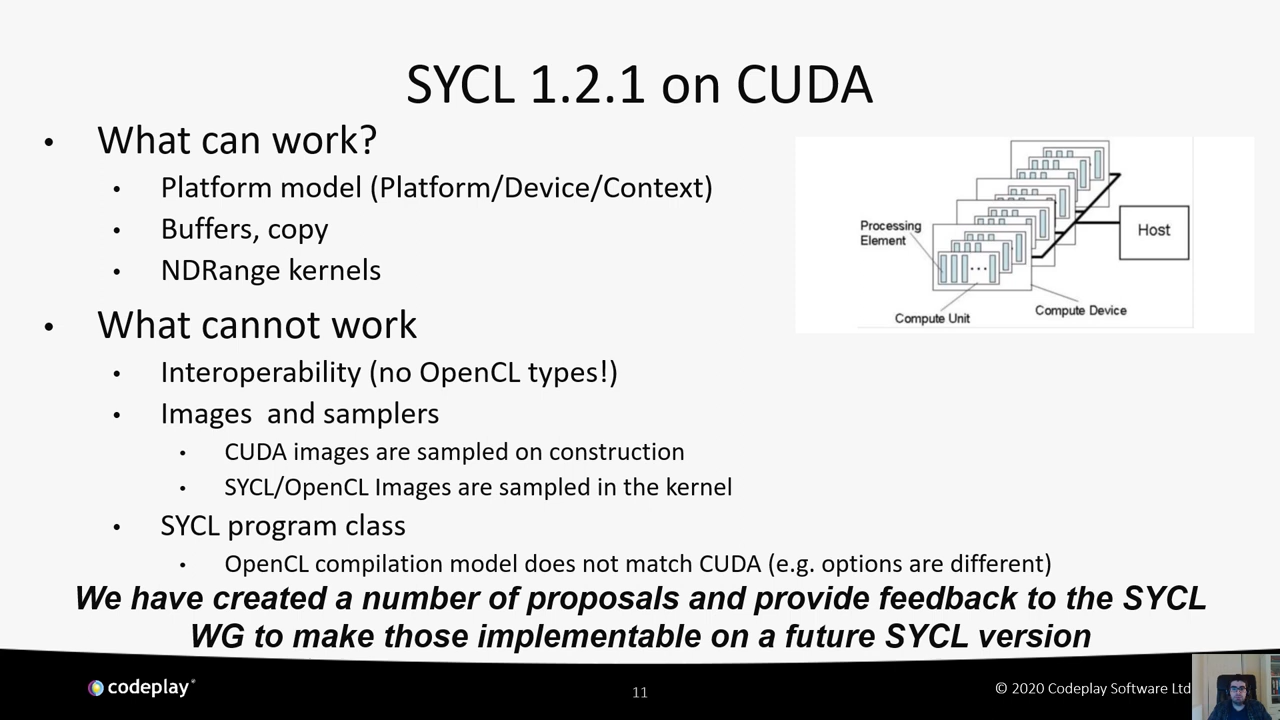 SYCL 1.2.1 on CUDA
• What can work?
• Platform model (Platform/Device/Context)
• Buffers, copy
• NDRange kernels
• What cannot work
• Interoperability (no OpenCL types!)
• Images and samplers
• CUDA images are sampled on construction
• SYCL/OpenCL Images are sampled in the kernel
• SYCL program class
• OpenCL compilation model does not match CUDA (e.g. options are different)
We have created a number of proposals and provide feedback to the SYCL
WG to make those implementable on a future SYCL version
Processing
Element
Host
Compute Unit
Compute Device
codeplay®
11
© 2020 Codeplay Software Ltd